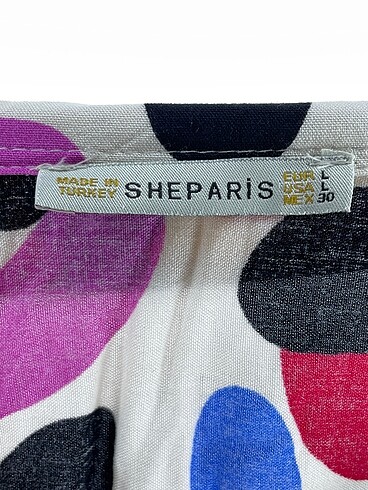 MADE IN
TURKEY
SHEPARİS
EUR L
USA L
MEX 30